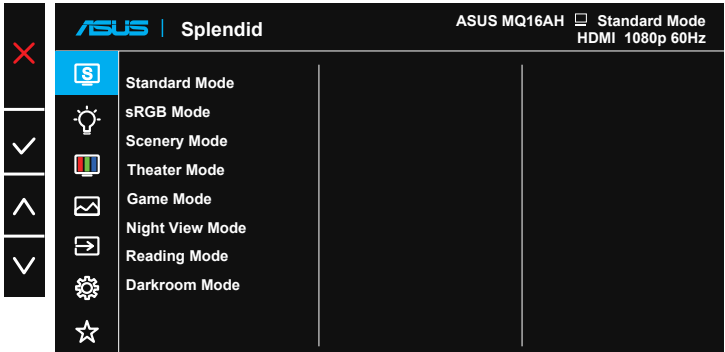 ASUS | Splendid
ASUS MQ16AH Standard Mode
HDMI 1080p 60Hz
S
Standard Mode
sRGB Mode
Scenery Mode
Theater Mode
Game Mode
Night View Mode
Reading Mode
Darkroom Mode